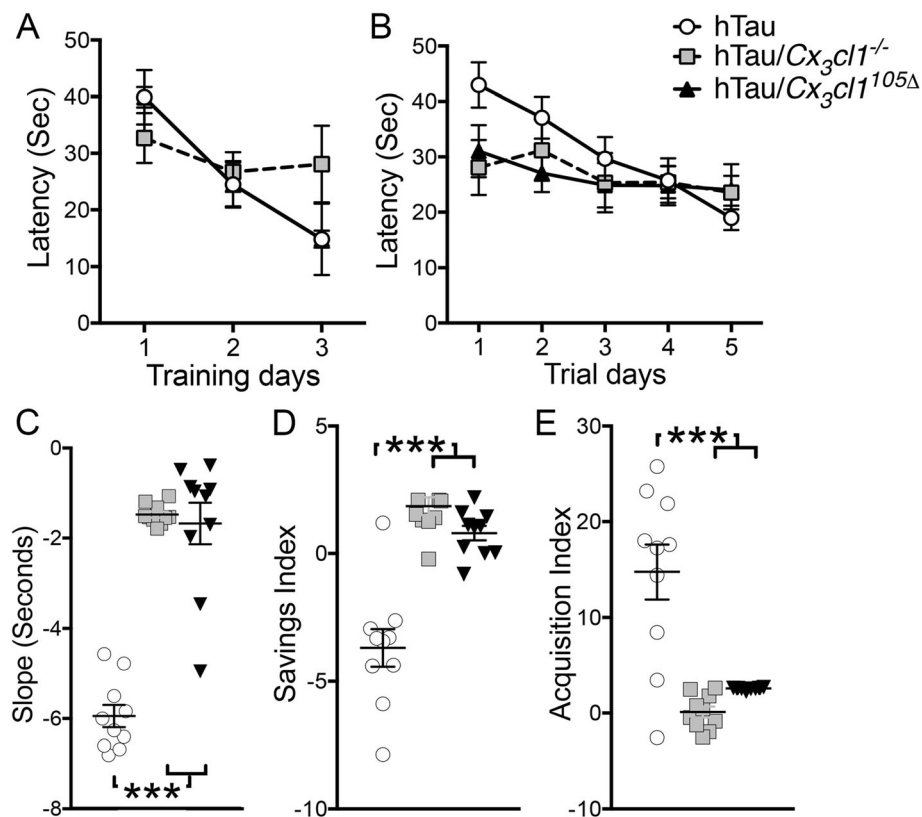 A
B
hTau
hTau/Cx₃cl1⁻/⁻
hTau/Cx₃cl1¹⁰⁵Δ
Latency (Sec)
50
40
30
20
10
0
1 2 3
Training days
Latency (Sec)
50
40
30
20
10
0
1 2 3 4 5
Trial days
C
Slope (Seconds)
0
-2
-4
-6
-8
***
D
Savings Index
5
0
-5
-10
***
E
Acquisition Index
30
20
10
0
-10
***